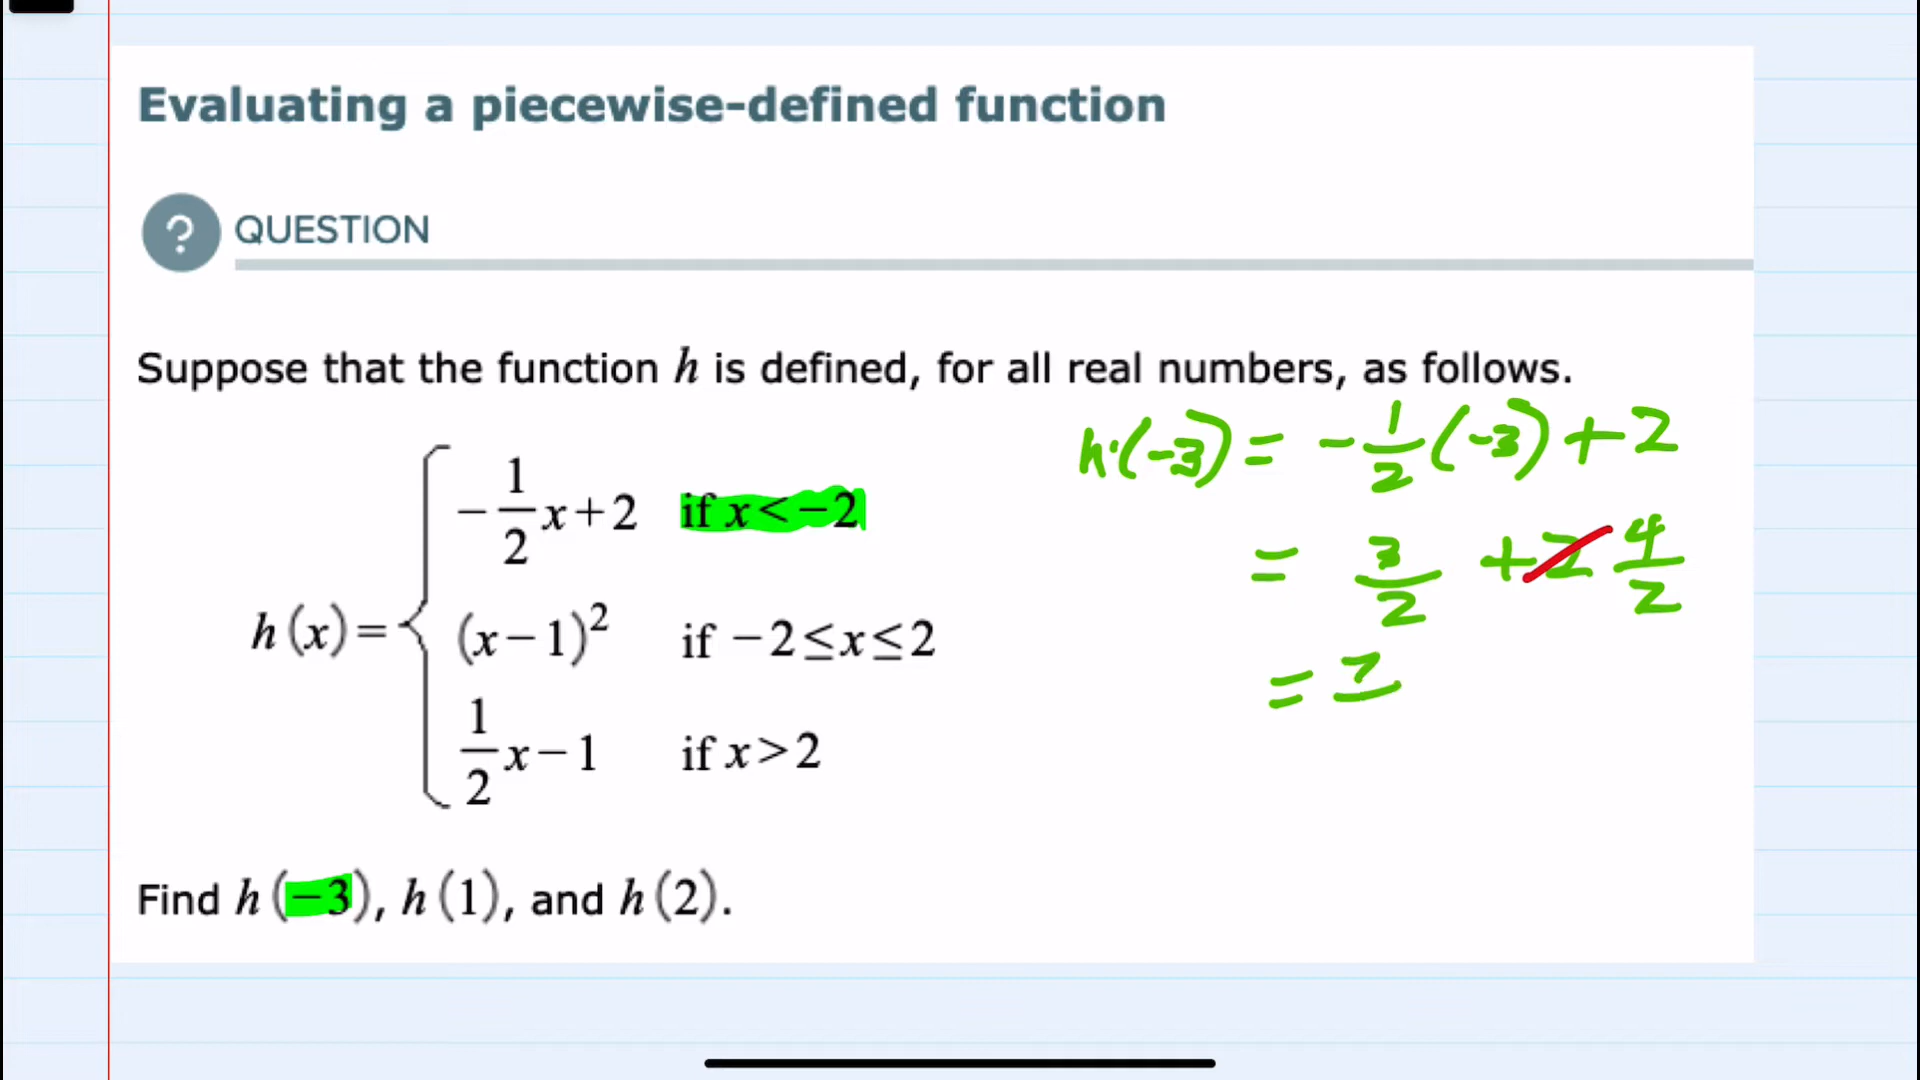 Evaluating a piecewise-defined function
? QUESTION
Suppose that the function h is defined, for all real numbers, as follows.
h(x) = { -1/2 x + 2 if x < -2
(x - 1)² if -2 ≤ x ≤ 2
1/2 x - 1 if x > 2
Find h(-3), h(1), and h(2).
h(-3) = -1/2 (-3) + 2
= 3/2 + 2 4/2
= 7